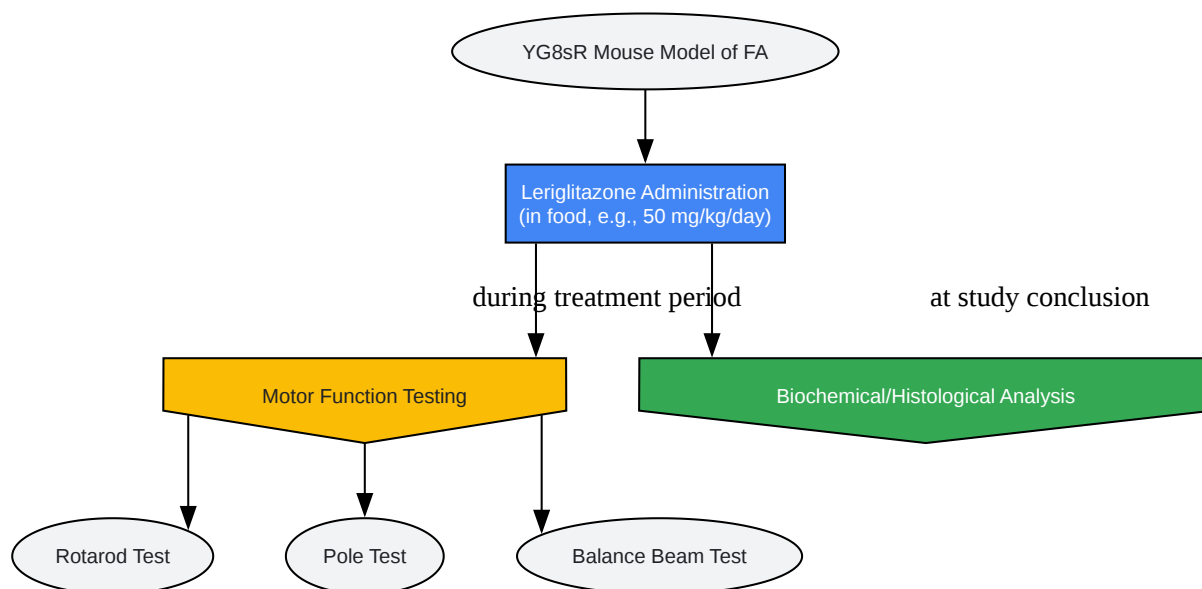 YG8sR Mouse Model of FA
Leriglitazone Administration
(in food, e.g., 50 mg/kg/day)
during treatment period
at study conclusion
Motor Function Testing
Biochemical/Histological Analysis
Rotarod Test
Pole Test
Balance Beam Test